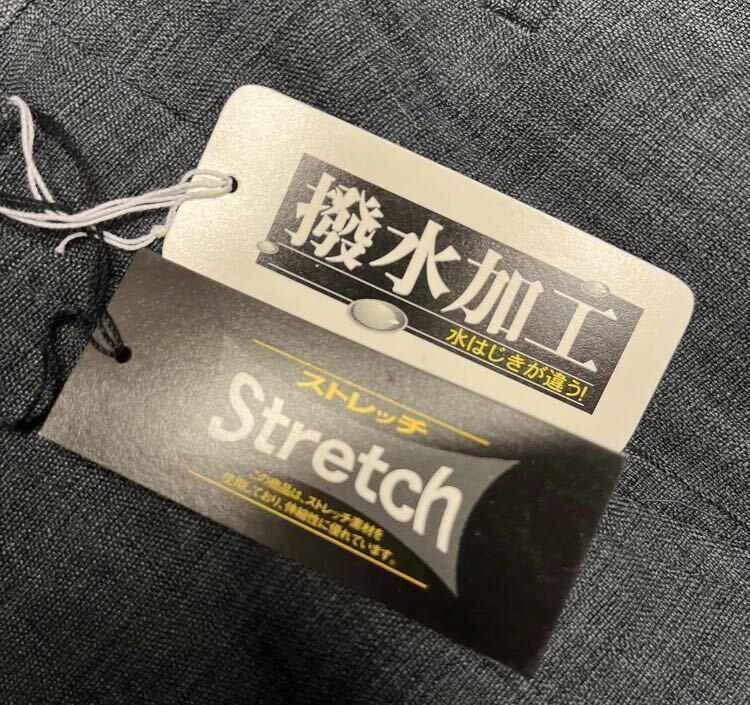 撥水加工
水はじきが違う!
ストレッチ
Stretch
この商品は、ストレッチ素材を
使用しており、伸縮性に優れています。